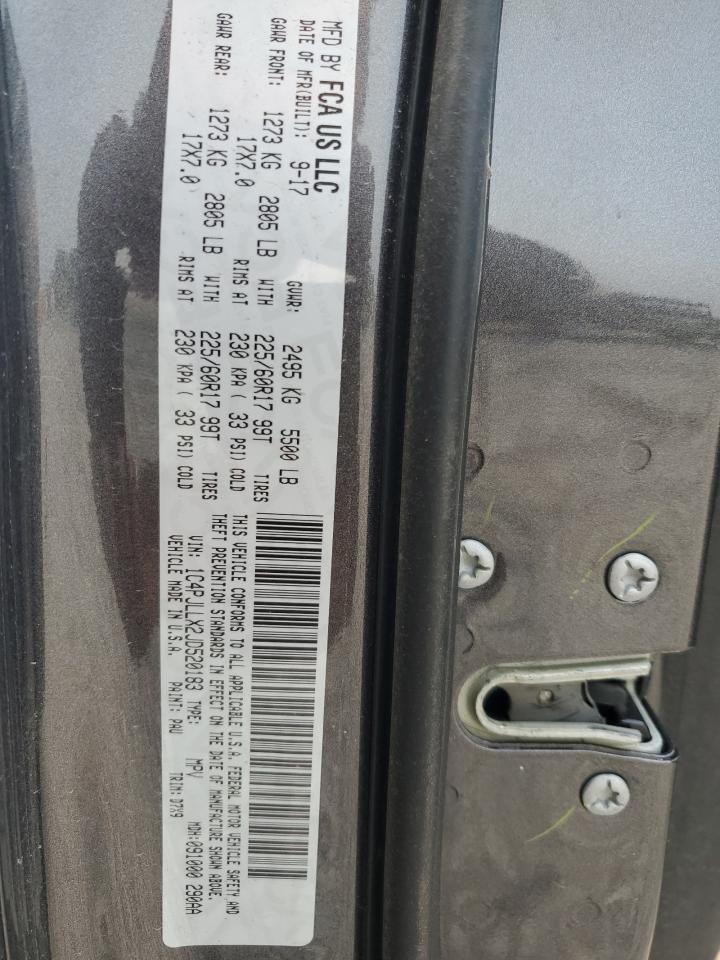 MFD BY FCA US LLC
DATE OF MFR(BUILT): 9-17 GVWR: 2495 KG 5500 LB
GAWR FRONT: 1273 KG 2805 LB WITH 225/60R17 99T TIRES
17X7.0 RIMS AT 230 KPA ( 33 PSI) COLD
GAWR REAR: 1273 KG 2805 LB WITH 225/60R17 99T TIRES
17X7.0 RIMS AT 230 KPA ( 33 PSI) COLD
THIS VEHICLE CONFORMS TO ALL APPLICABLE U.S.A. FEDERAL MOTOR VEHICLE SAFETY AND
THEFT PREVENTION STANDARDS IN EFFECT ON THE DATE OF MANUFACTURE SHOWN ABOVE.
VIN: 1C4PJLLX2JD520183 TYPE: MPV MDH:091000 290AA
VEHICLE MADE IN U.S.A. PAINT: PAU TRIM: D7X9